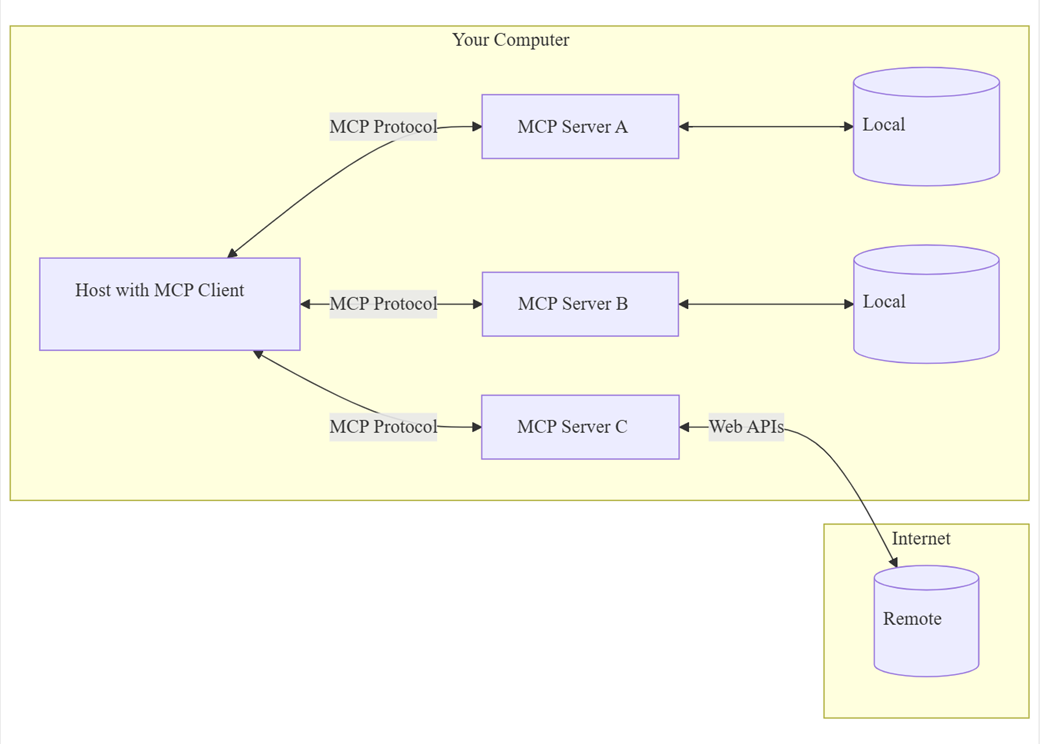 Your Computer
MCP Protocol
MCP Server A
Local
Host with MCP Client
MCP Protocol
MCP Server B
Local
MCP Protocol
MCP Server C
Web APIs
Internet
Remote